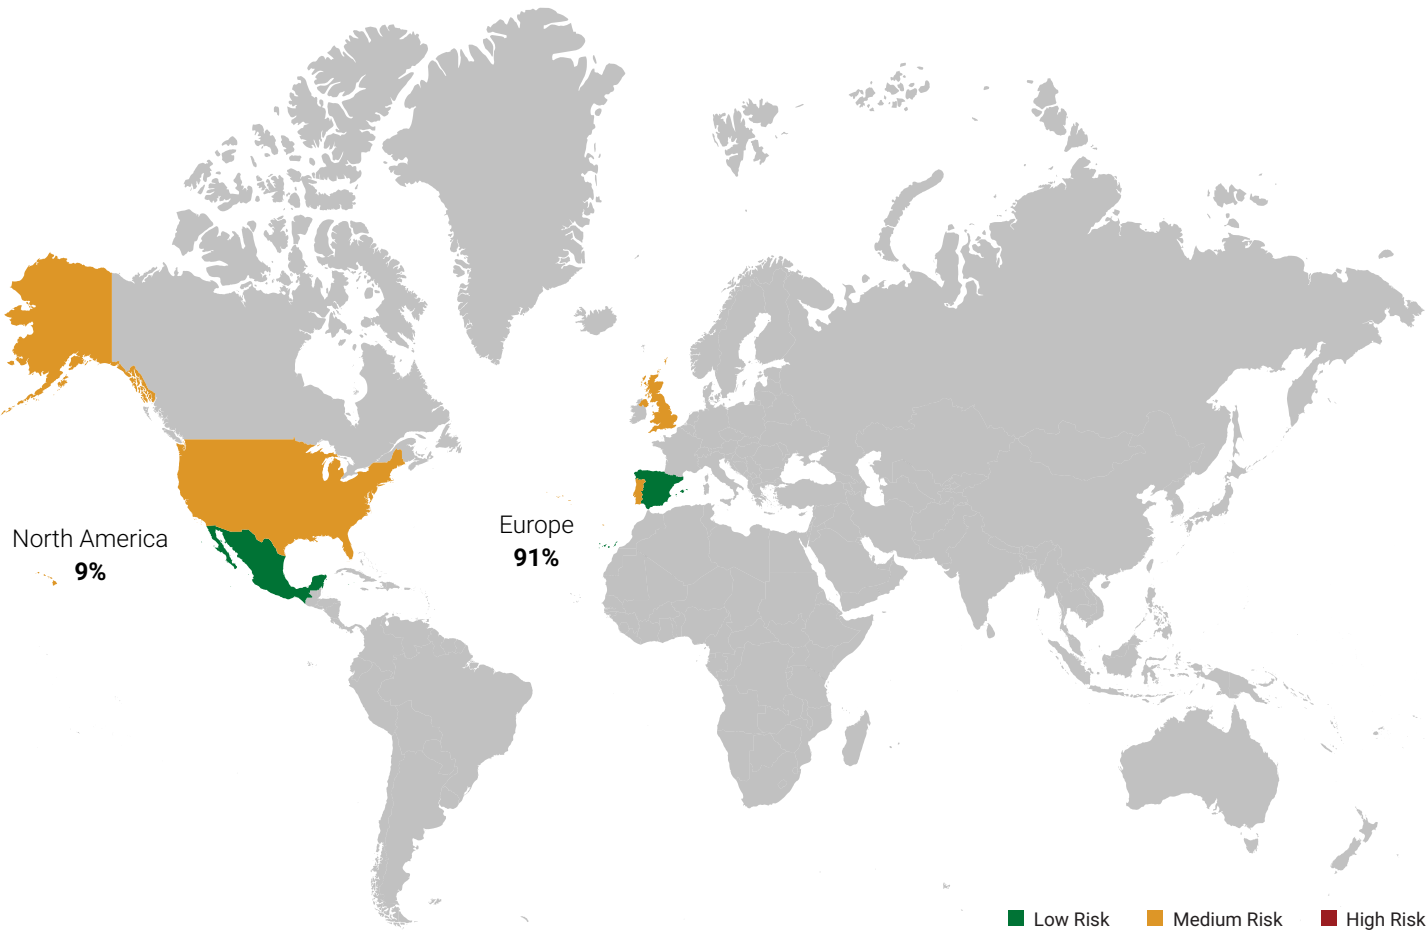 North America
9%
Europe
91%
Low Risk
Medium Risk
High Risk